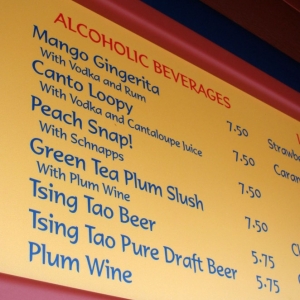 ALCOHOLIC BEVERAGES
Mango Gingerita 7.50
With Vodka and Rum
Canto Loopy 7.50
With Vodka and Cantaloupe Juice
Peach Snap! 7.50
With Schnapps
Green Tea Plum Slush 7.50
With Plum Wine
Tsing Tao Beer 5.75
Tsing Tao Pure Draft Beer 5.75
Plum Wine